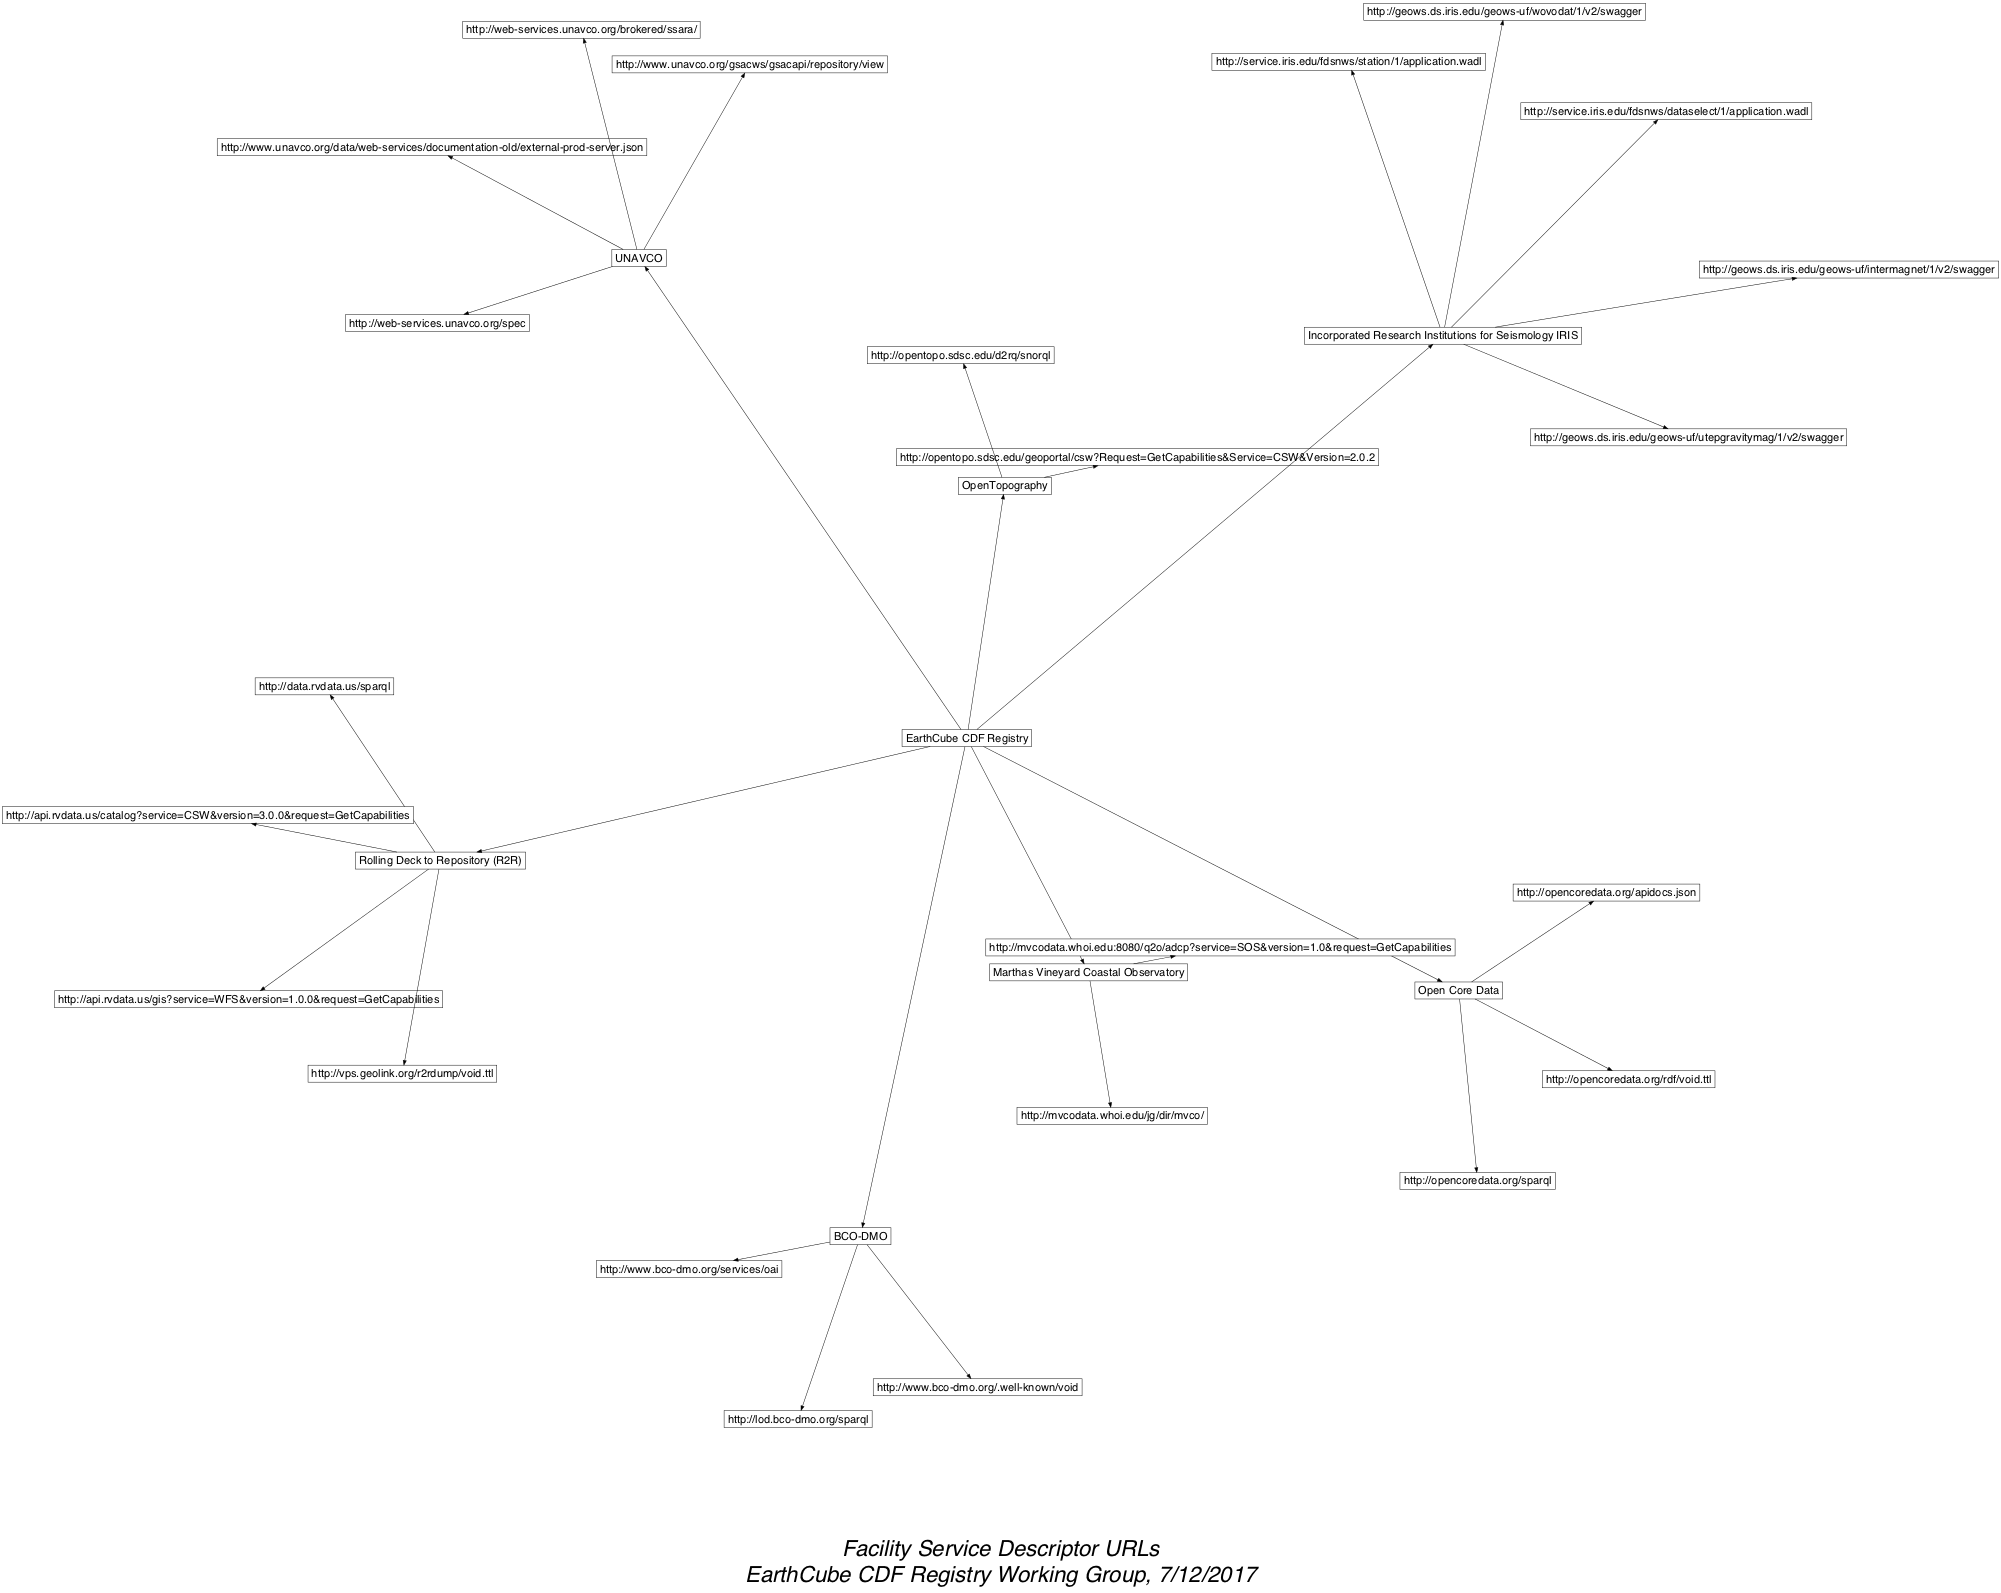 http://geows.ds.iris.edu/geows-uf/wovodat/1/v2/swagger
http://web-services.unavco.org/brokered/ssara/
http://www.unavco.org/gsacws/gsacapi/repository/view
http://service.iris.edu/fdsnws/station/1/application.wadl
http://service.iris.edu/fdsnws/dataselect/1/application.wadl
http://www.unavco.org/data/web-services/documentation-old/external-prod-server.json
UNAVCO
http://geows.ds.iris.edu/geows-uf/intermagnet/1/v2/swagger
http://web-services.unavco.org/spec
Incorporated Research Institutions for Seismology IRIS
http://opentopo.sdsc.edu/d2rq/snorql
http://geows.ds.iris.edu/geows-uf/utepgravitymag/1/v2/swagger
http://opentopo.sdsc.edu/geoportal/csw?Request=GetCapabilities&Service=CSW&Version=2.0.2
OpenTopography
http://data.rvdata.us/sparql
EarthCube CDF Registry
http://api.rvdata.us/catalog?service=CSW&version=3.0.0&request=GetCapabilities
Rolling Deck to Repository (R2R)
http://opencoredata.org/apidocs.json
http://mvcodata.whoi.edu:8080/q2o/adcp?service=SOS&version=1.0&request=GetCapabilities
Marthas Vineyard Coastal Observatory
Open Core Data
http://api.rvdata.us/gis?service=WFS&version=1.0.0&request=GetCapabilities
http://vps.geolink.org/r2rdump/void.ttl
http://opencoredata.org/rdf/void.ttl
http://mvcodata.whoi.edu/jg/dir/mvco/
http://opencoredata.org/sparql
BCO-DMO
http://www.bco-dmo.org/services/oai
http://www.bco-dmo.org/.well-known/void
http://lod.bco-dmo.org/sparql
Facility Service Descriptor URLs
EarthCube CDF Registry Working Group, 7/12/2017